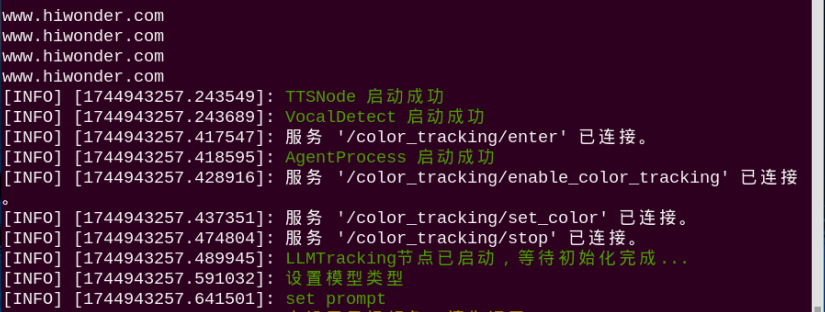 www.hiwonder.com
www.hiwonder.com
www.hiwonder.com
www.hiwonder.com
[INFO] [1744943257.243549]: TTSNode 启动成功
[INFO] [1744943257.243689]: VocalDetect 启动成功
[INFO] [1744943257.417547]: 服务 '/color_tracking/enter' 已连接。
[INFO] [1744943257.418595]: AgentProcess 启动成功
[INFO] [1744943257.428916]: 服务 '/color_tracking/enable_color_tracking' 已连接
。
[INFO] [1744943257.437351]: 服务 '/color_tracking/set_color' 已连接。
[INFO] [1744943257.474804]: 服务 '/color_tracking/stop' 已连接。
[INFO] [1744943257.489945]: LLMTracking节点已启动，等待初始化完成...
[INFO] [1744943257.591032]: 设置模型类型
[INFO] [1744943257.641501]: set prompt